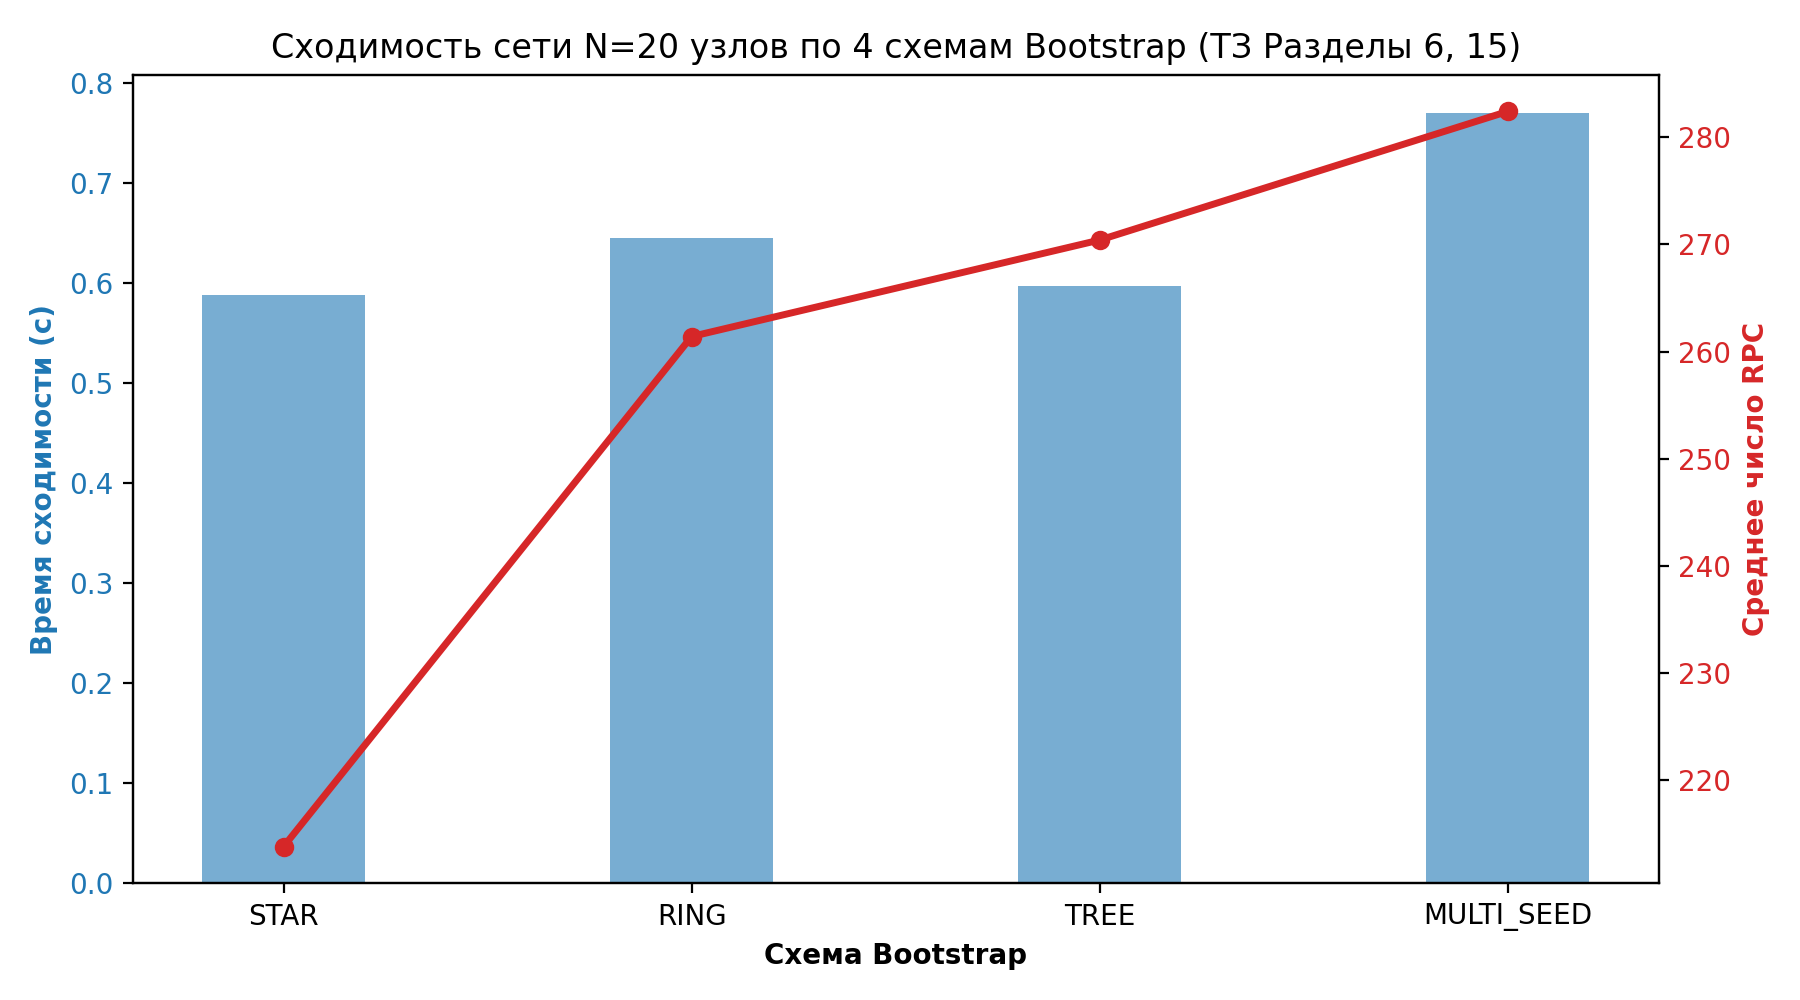 Сходимость сети N=20 узлов по 4 схемам Bootstrap (ТЗ Разделы 6, 15)
Время сходимости (с)
0.8
0.7
0.6
0.5
0.4
0.3
0.2
0.1
0.0
280
270
260
250
240
230
220
Среднее число RPC
STAR
RING
TREE
MULTI_SEED
Схема Bootstrap